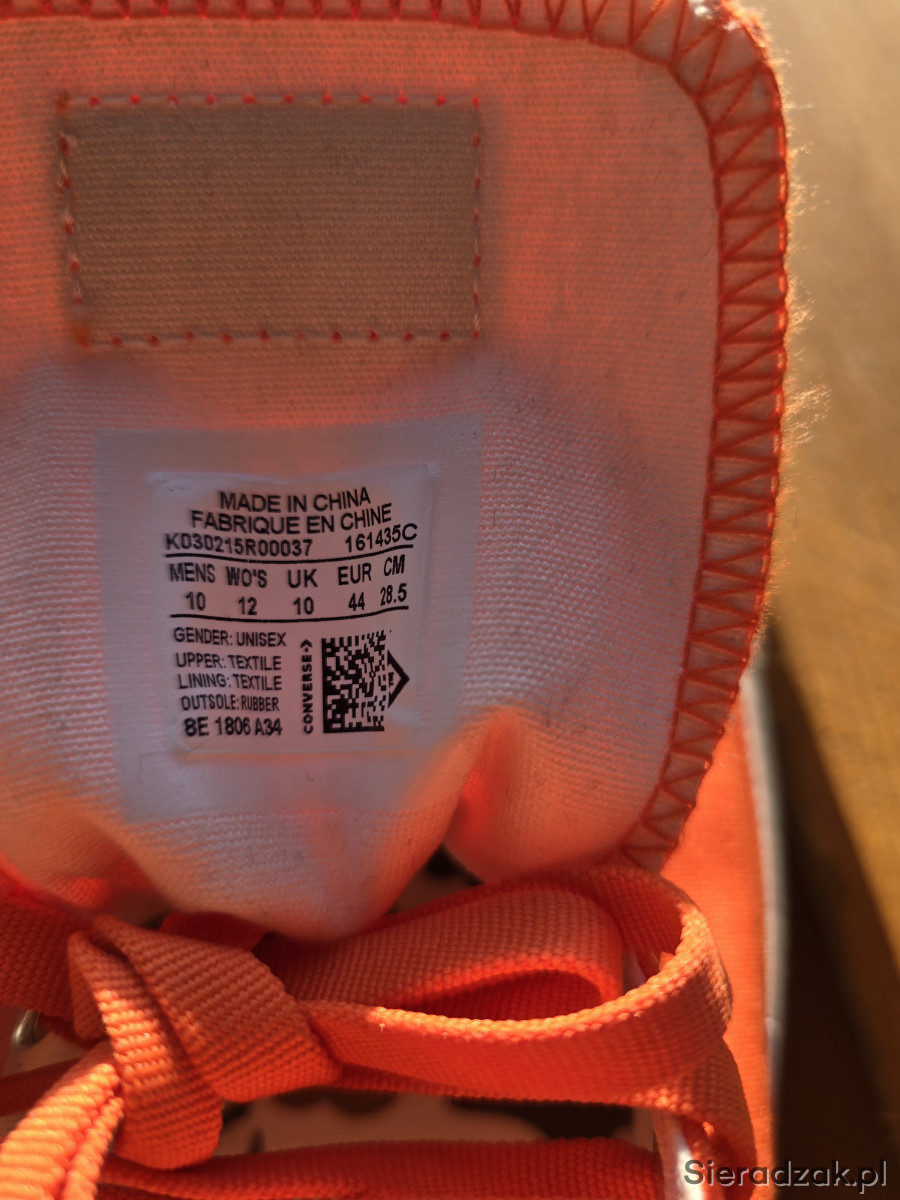 MADE IN CHINA
FABRIQUE EN CHINE
K030215R00037 161435C
MENS WO'S UK EUR CM
10 12 10 44 28.5
GENDER: UNISEX
UPPER: TEXTILE
LINING: TEXTILE
OUTSOLE: RUBBER
8E 1806 A34
CONVERSE
Sieradzak.pl